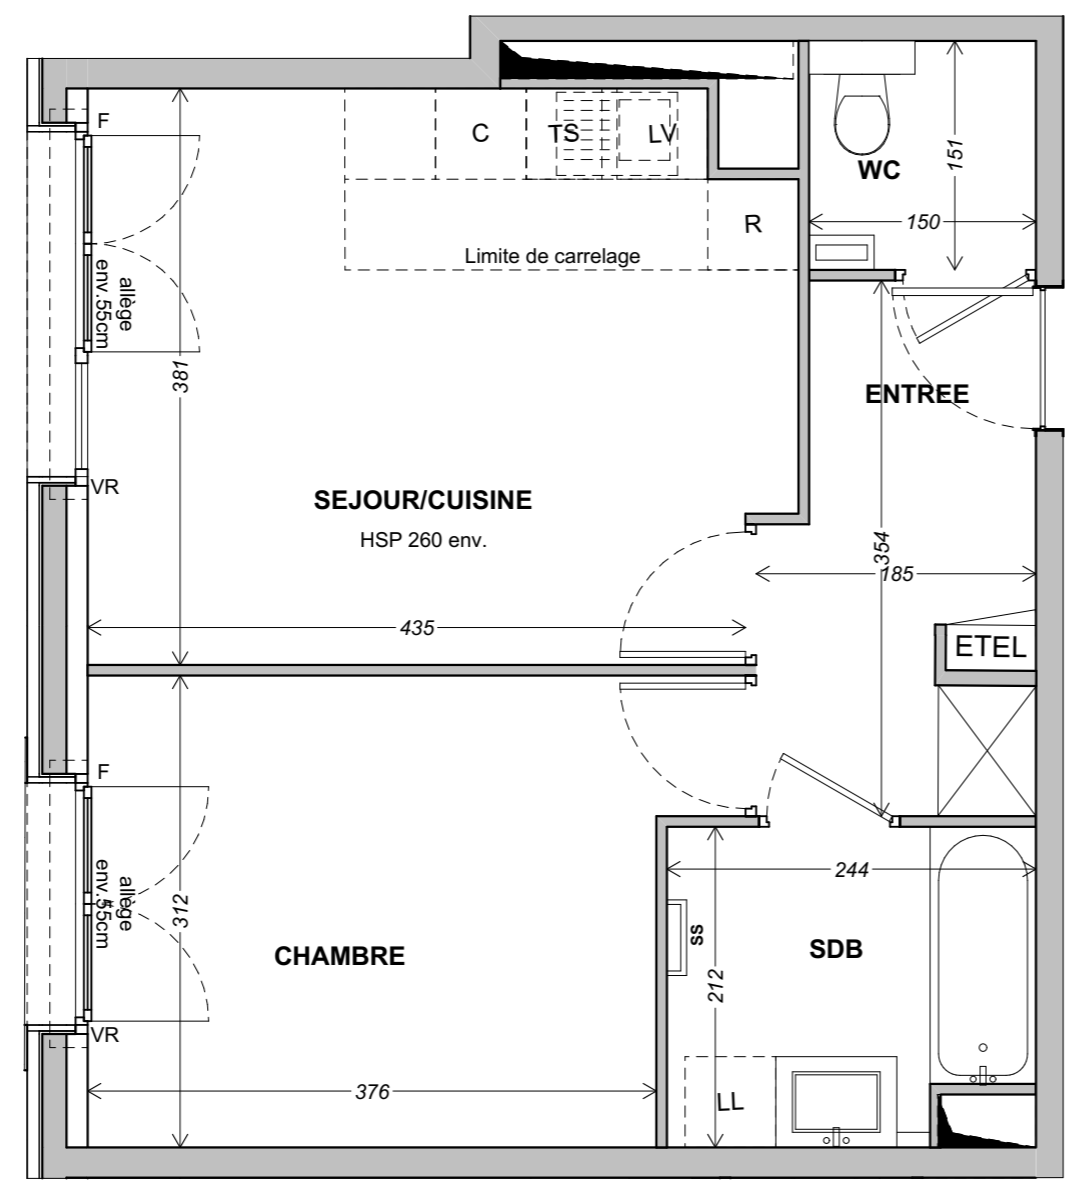 F
C
TS
LV
WC
151
150
R
Limite de carrelage
allège
env.55cm
381
ENTREE
VR
SEJOUR/CUISINE
HSP 260 env.
354
185
435
ETEL
F
allège
env.55cm
312
244
SS
SDB
CHAMBRE
212
VR
376
LL